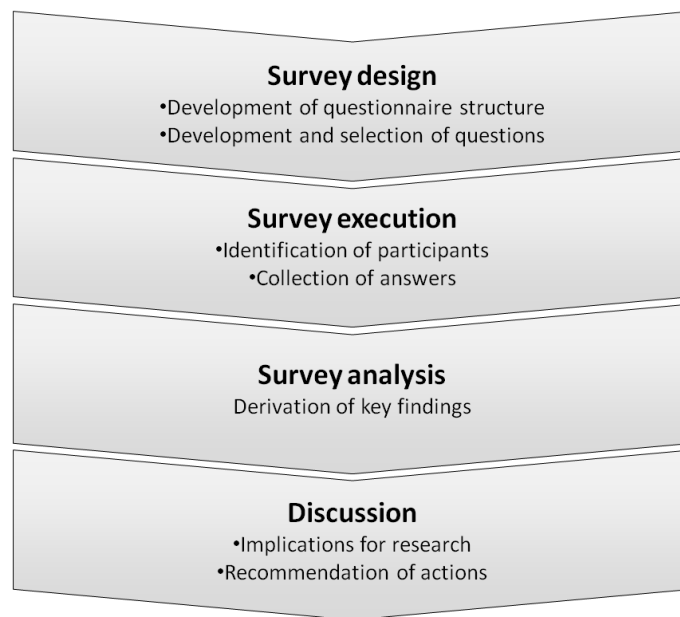 Survey design
•Development of questionnaire structure
•Development and selection of questions
Survey execution
•Identification of participants
•Collection of answers
Survey analysis
Derivation of key findings
Discussion
•Implications for research
•Recommendation of actions